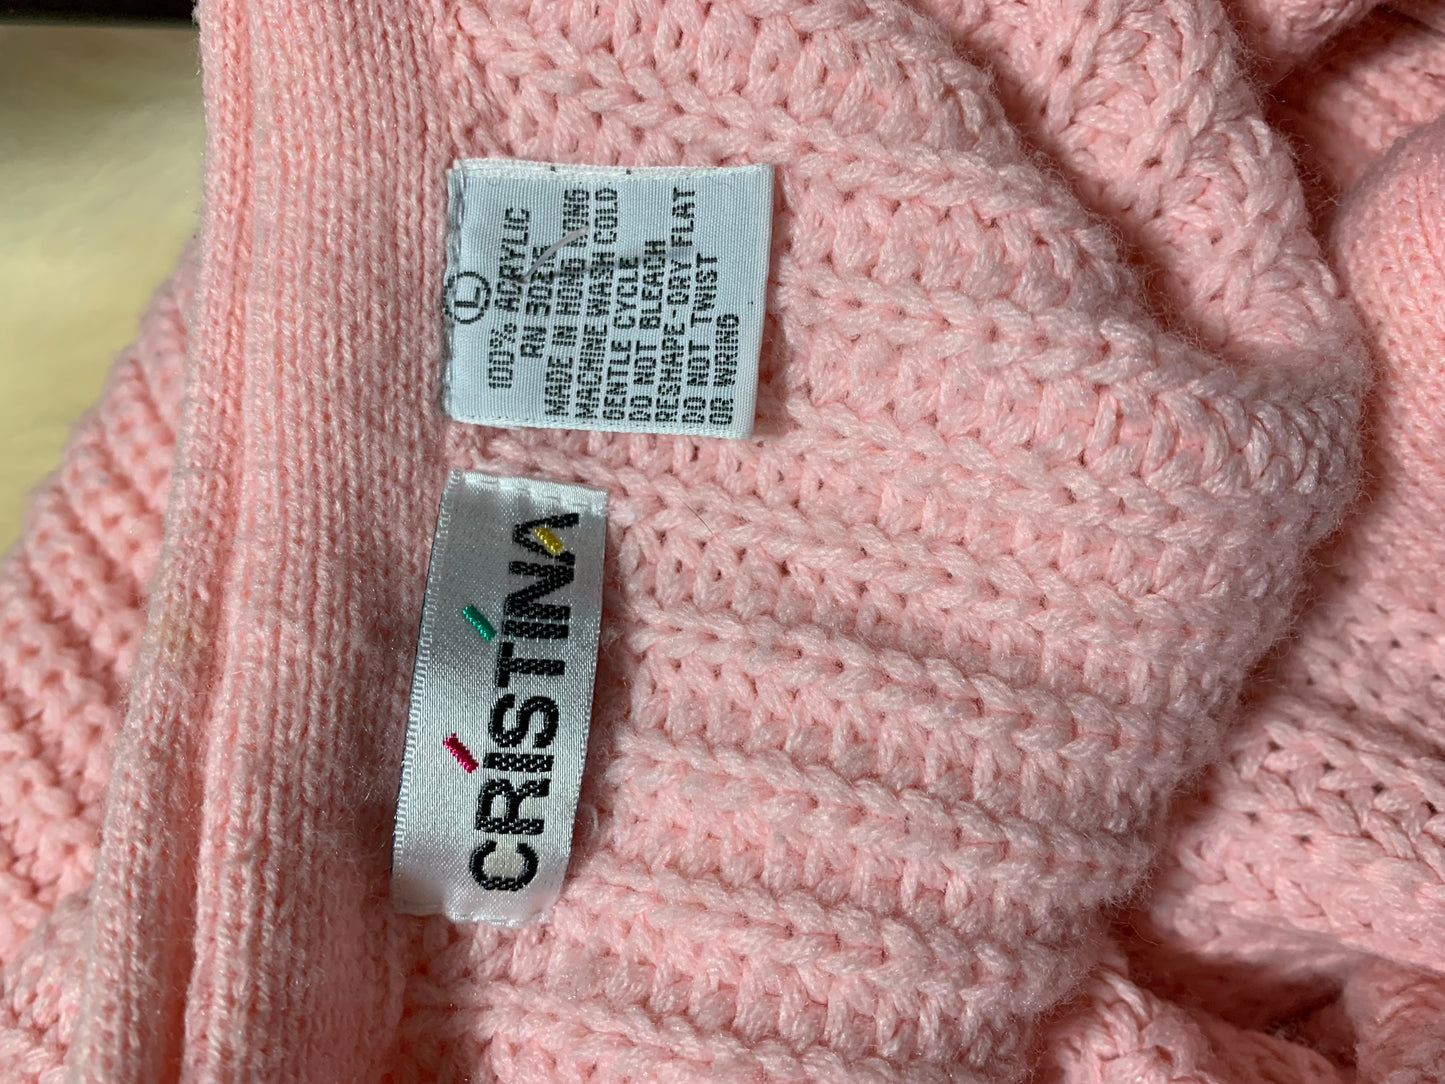 L
100% ACRYLIC
RN
MADE IN HONG KONG
MACHINE WASH COLD
GENTLE CYCLE
DO NOT BLEACH
RESHAPE-DRY FLAT
DO NOT TWIST
OR WRING
CRISTINA